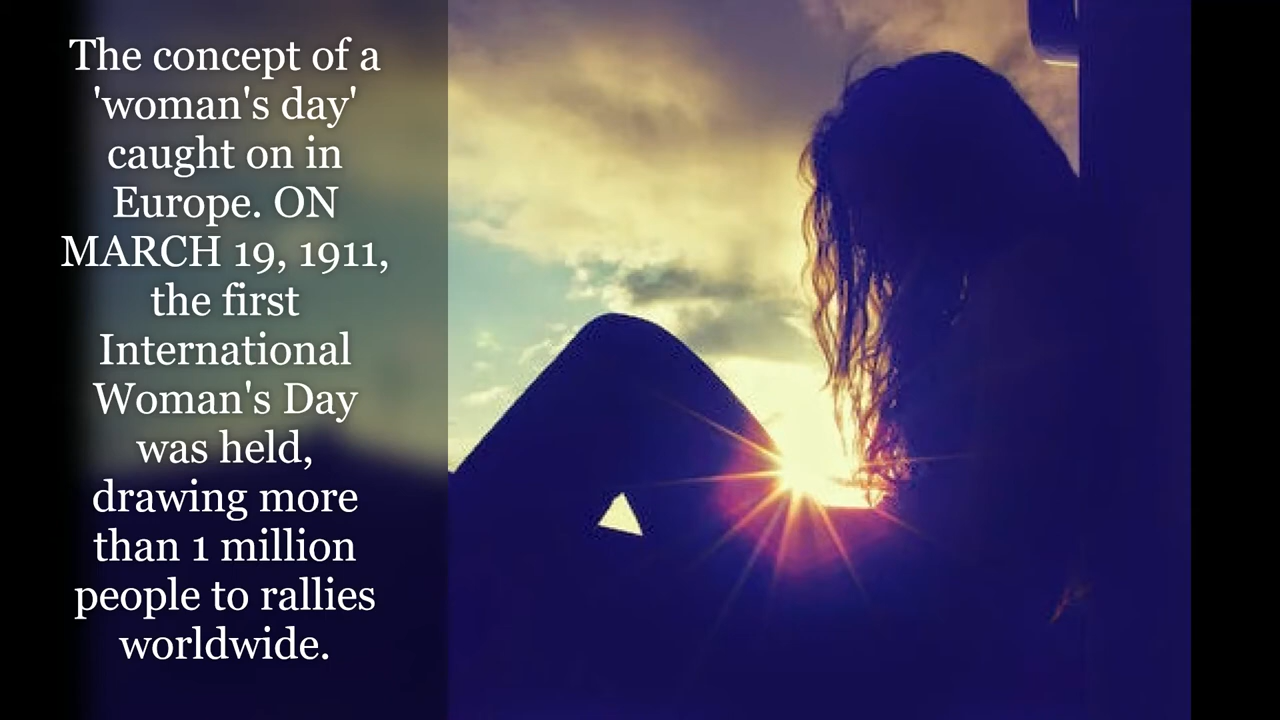 The concept of a
'woman's day'
caught on in
Europe. ON
MARCH 19, 1911,
the first
International
Woman's Day
was held,
drawing more
than 1 million
people to rallies
worldwide.